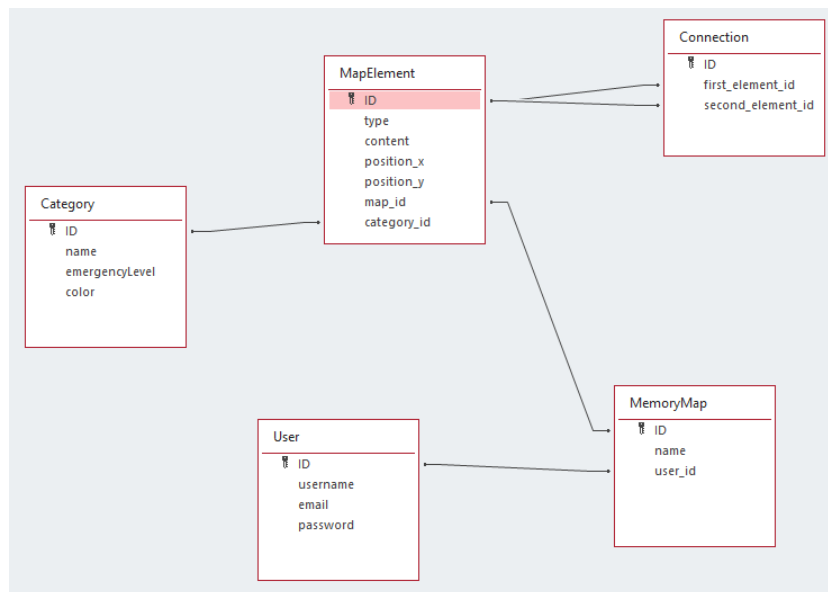 Connection
ID
first_element_id
second_element_id
MapElement
ID
type
content
position_x
position_y
map_id
category_id
Category
ID
name
emergencyLevel
color
MemoryMap
ID
name
user_id
User
ID
username
email
password